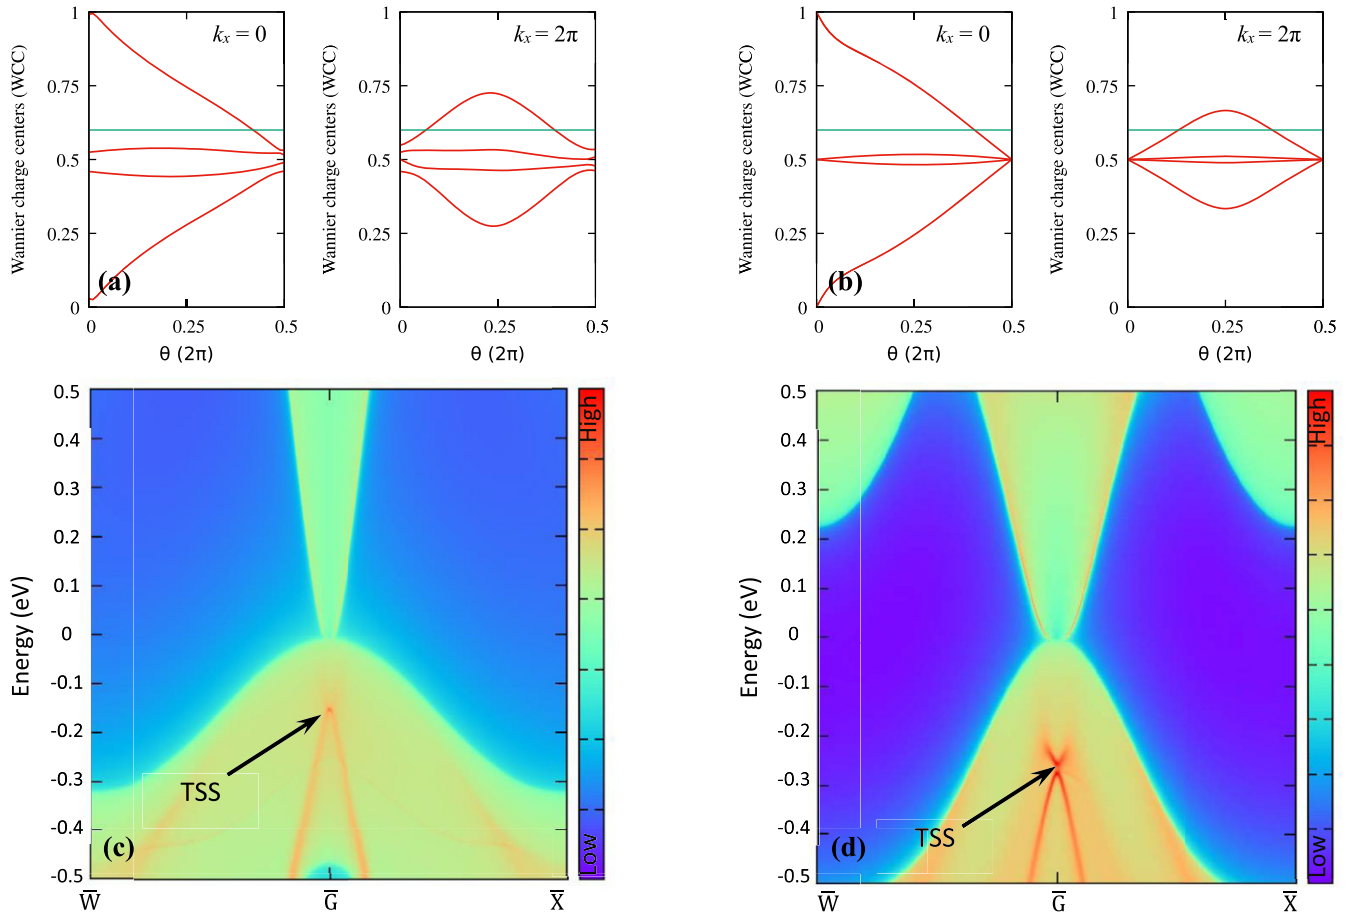 Wannier charge centers (WCC)
1
0.75
0.5
0.25
0
kₓ = 0
(a)
0
0.25
0.5
θ (2π)
Wannier charge centers (WCC)
1
0.75
0.5
0.25
0
kₓ = 2π
0
0.25
0.5
θ (2π)
Wannier charge centers (WCC)
1
0.75
0.5
0.25
0
kₓ = 0
(b)
0
0.25
0.5
θ (2π)
Wannier charge centers (WCC)
1
0.75
0.5
0.25
0
kₓ = 2π
0
0.25
0.5
θ (2π)
Energy (eV)
0.5
0.4
0.3
0.2
0.1
0
-0.1
-0.2
-0.3
-0.4
-0.5
TSS
(c)
W̅
G̅
X̅
High
Low
Energy (eV)
0.5
0.4
0.3
0.2
0.1
0
-0.1
-0.2
-0.3
-0.4
-0.5
TSS
(d)
W̅
G̅
X̅
High
Low